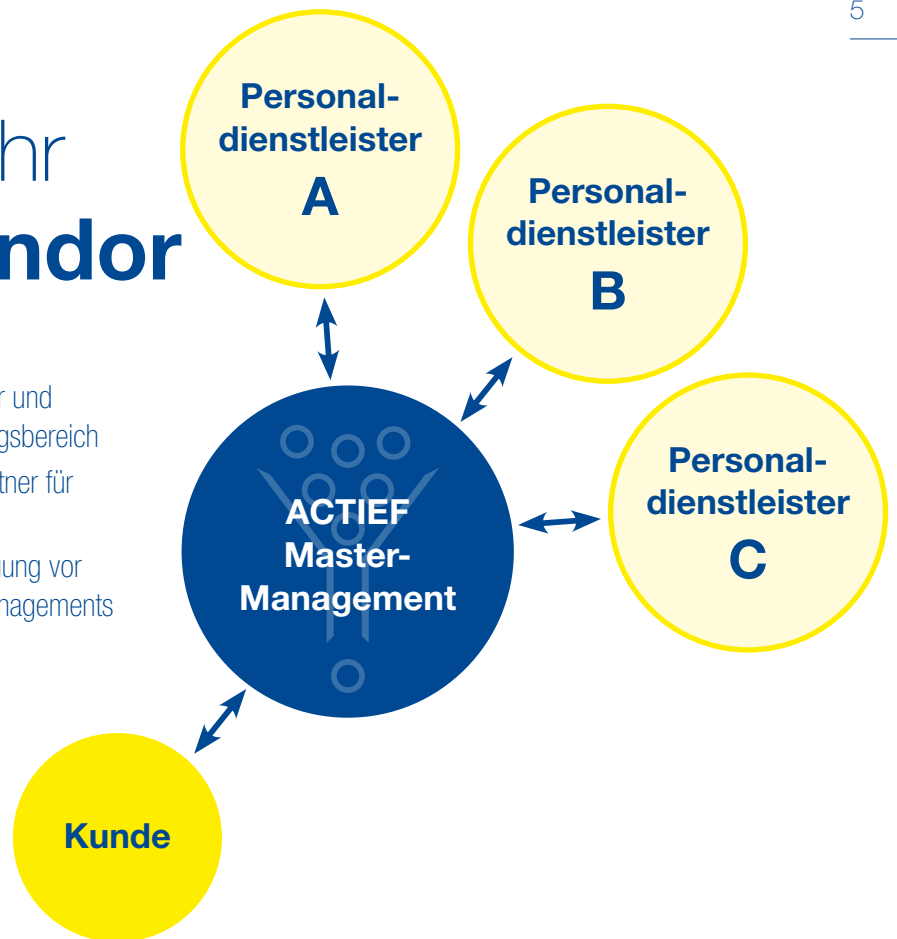 5
hr
ndor
r und
gsbereich
tner für
ung vor
nagements
Personal-
dienstleister
A
Personal-
dienstleister
B
Personal-
dienstleister
C
ACTIEF
Master-
Management
Kunde